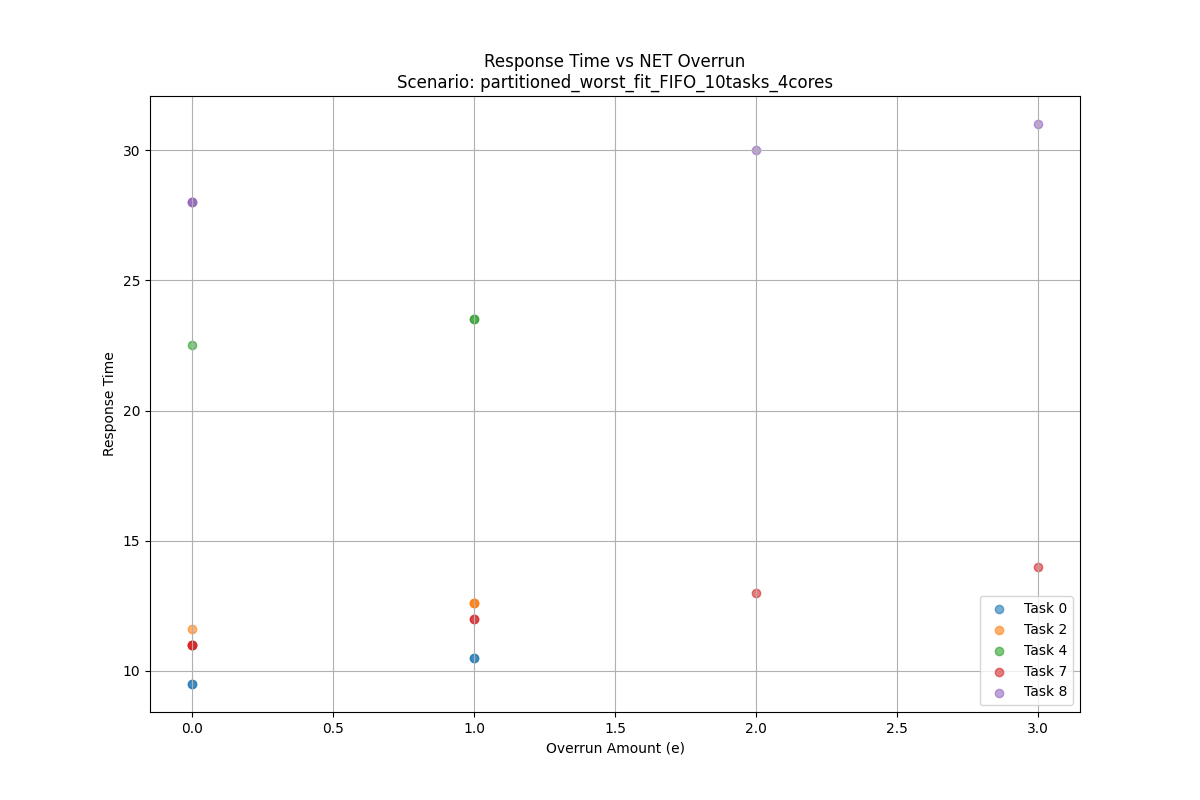 Response Time vs NET Overrun
Scenario: partitioned_worst_fit_FIFO_10tasks_4cores
Response Time
30
25
20
15
10
0.0 0.5 1.0 1.5 2.0 2.5 3.0
Overrun Amount (e)
Task 0
Task 2
Task 4
Task 7
Task 8